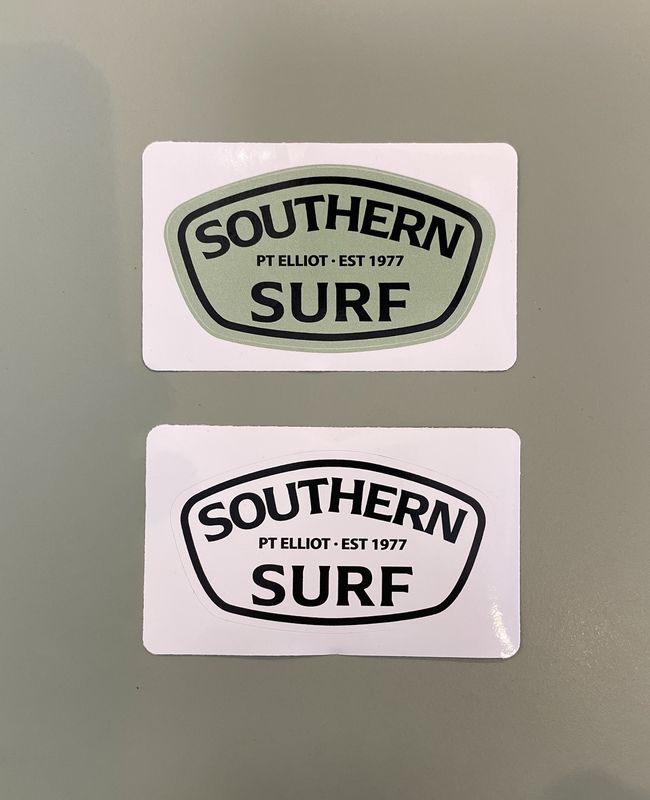 SOUTHERN
PT ELLIOT · EST 1977
SURF
SOUTHERN
PT ELLIOT · EST 1977
SURF